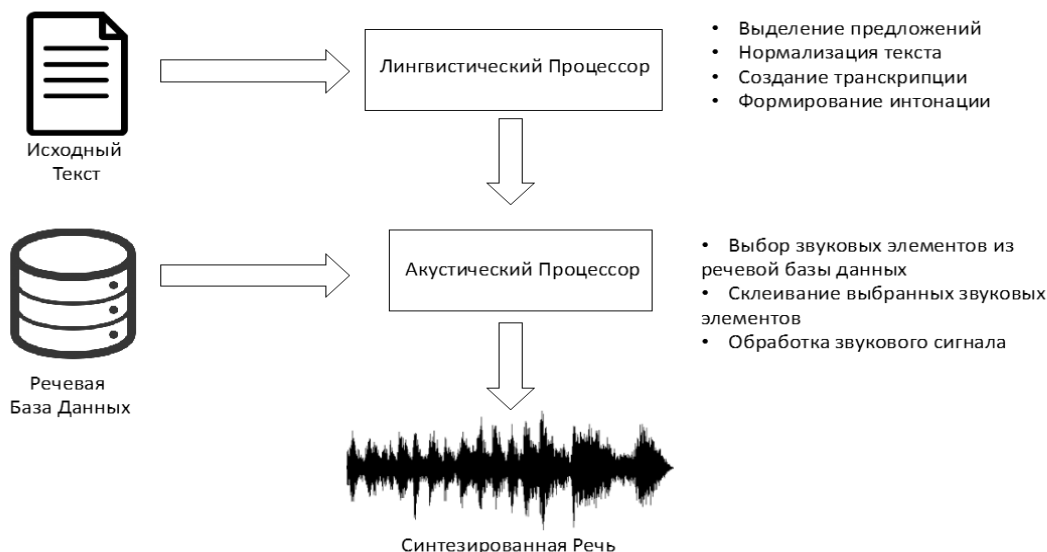 Исходный
Текст
Лингвистический Процессор
• Выделение предложений
• Нормализация текста
• Создание транскрипции
• Формирование интонации
Речевая
База Данных
Акустический Процессор
• Выбор звуковых элементов из
речевой базы данных
• Склеивание выбранных звуковых
элементов
• Обработка звукового сигнала
Синтезированная Речь